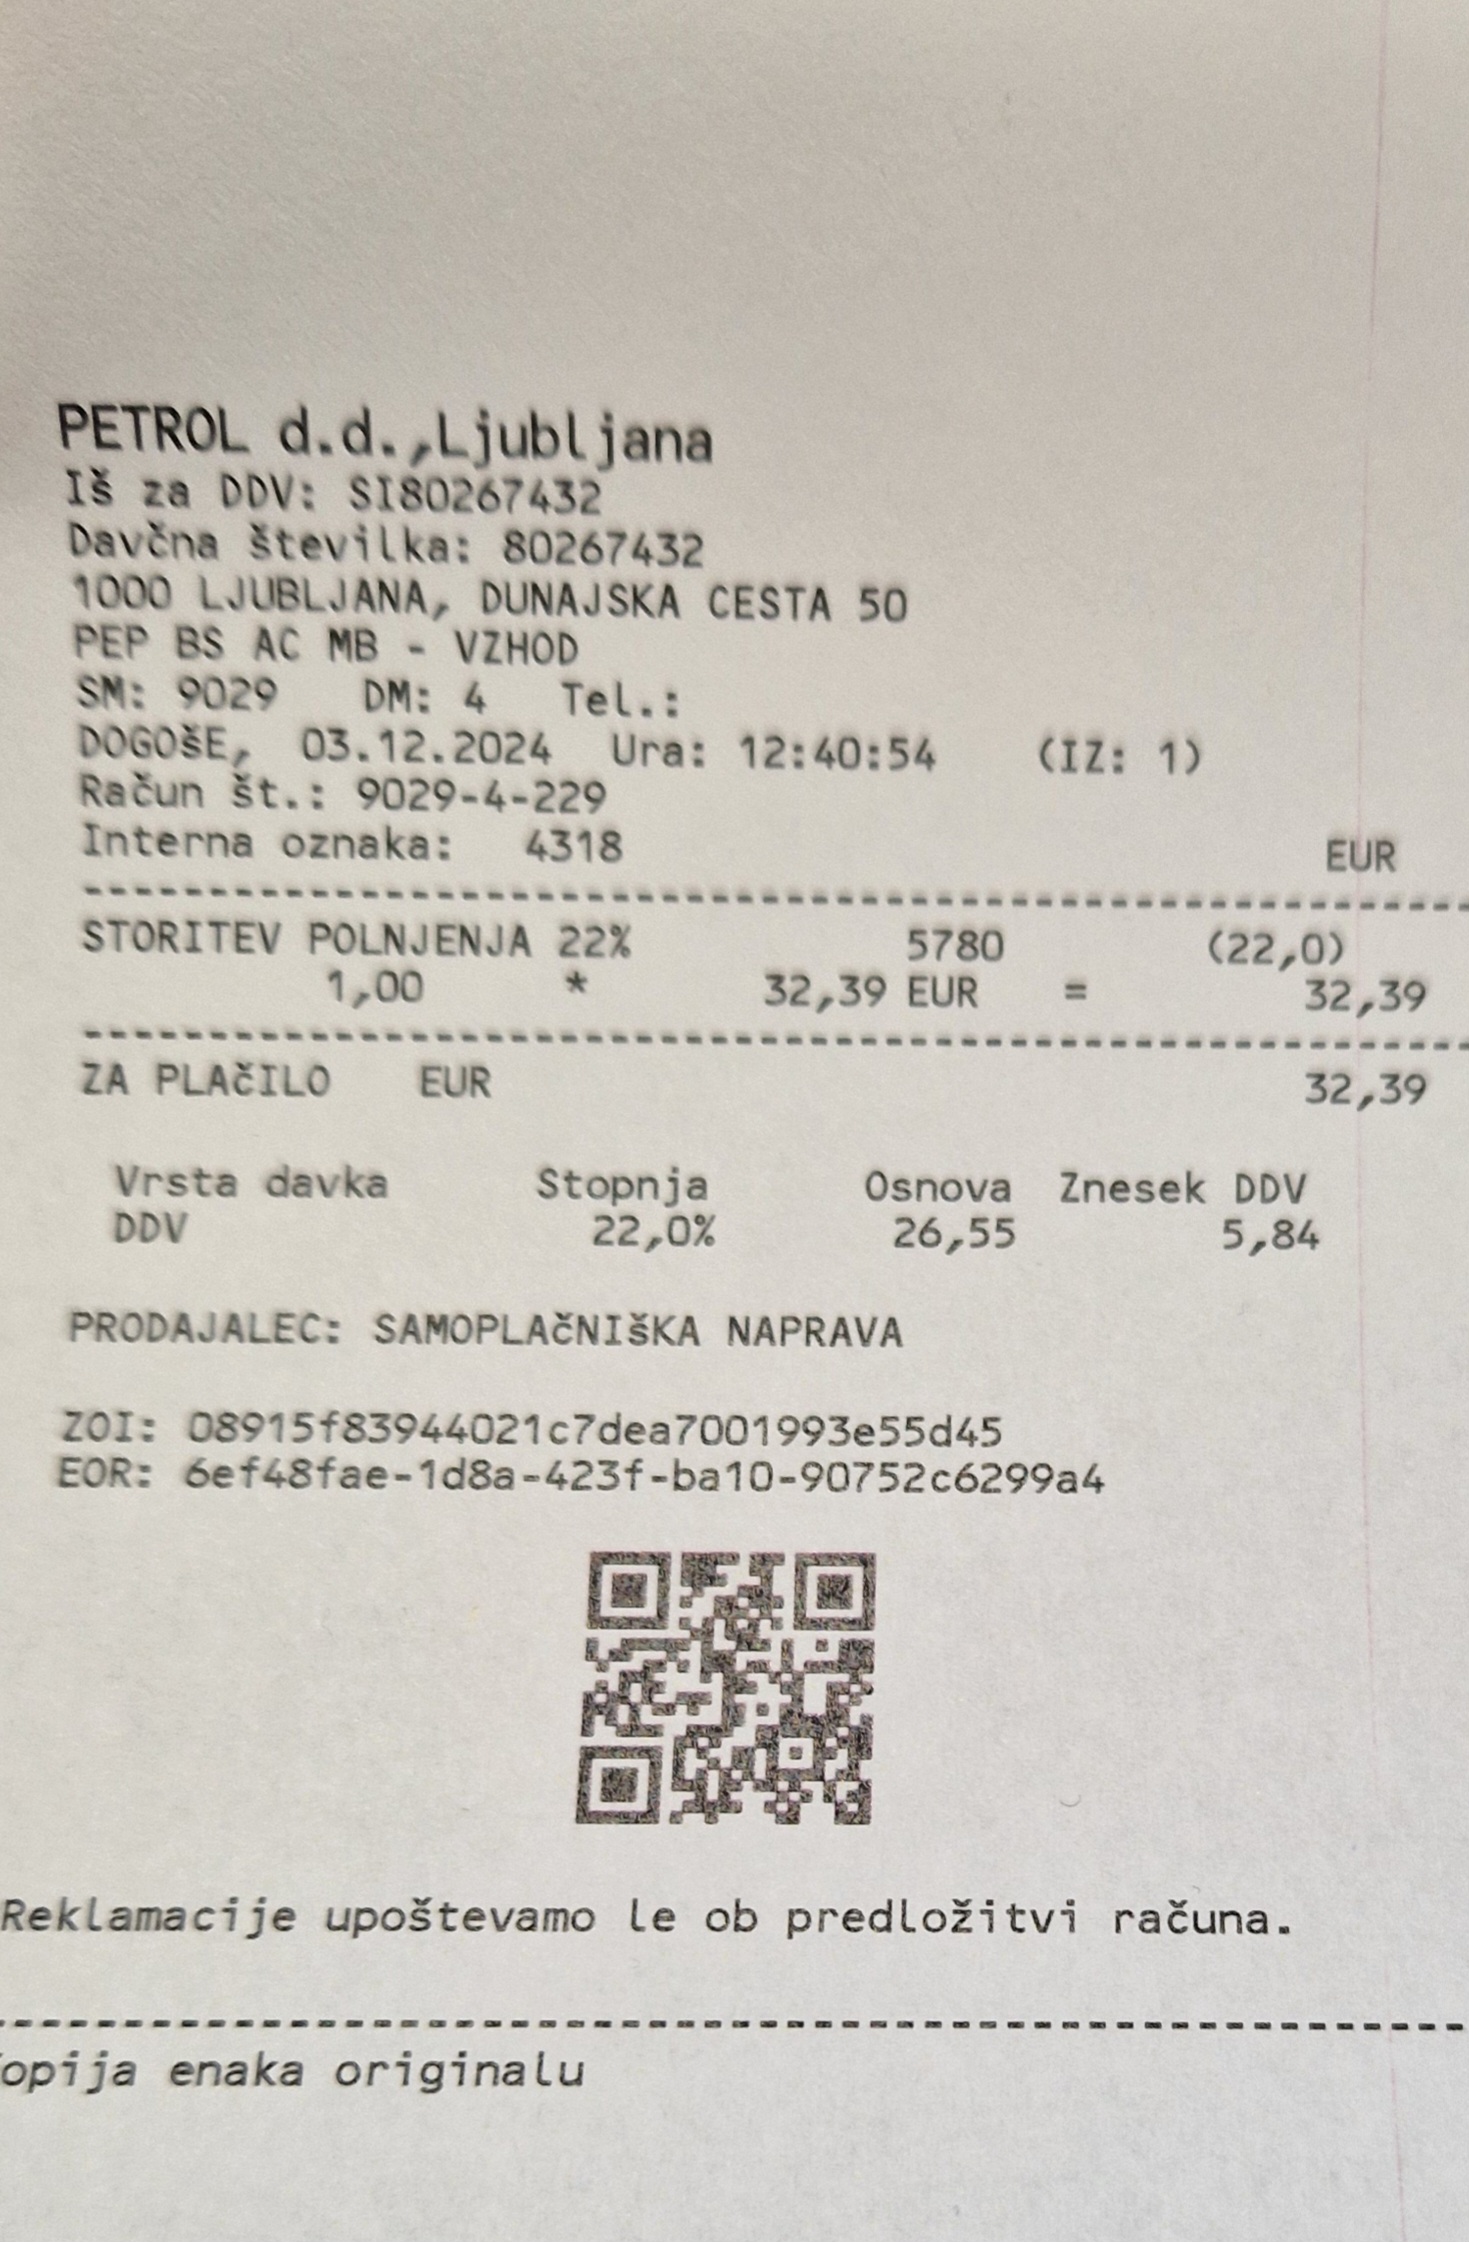 PETROL d.d.,Ljubljana
Iš za DDV: SI80267432
Davčna številka: 80267432
1000 LJUBLJANA, DUNAJSKA CESTA 50
PEP BS AC MB - VZHOD
SM: 9029 DM: 4 Tel.:
DOGOšE, 03.12.2024 Ura: 12:40:54 (IZ: 1)
Račun št.: 9029-4-229
Interna oznaka: 4318 EUR
STORITEV POLNJENJA 22% 5780 (22,0)
1,00 * 32,39 EUR = 32,39
ZA PLAčILO EUR 32,39
Vrsta davka Stopnja Osnova Znesek DDV
DDV 22,0% 26,55 5,84
PRODAJALEC: SAMOPLAčNIšKA NAPRAVA
ZOI: 08915f83944021c7dea7001993e55d45
EOR: 6ef48fae-1d8a-423f-ba10-90752c6299a4
Reklamacije upoštevamo le ob predložitvi računa.
opija enaka originalu